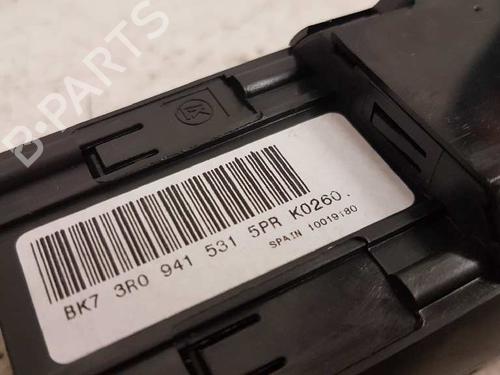 B-PARTS
BK7 3R0 941 531 5PR K0260.
SPAIN 10019180